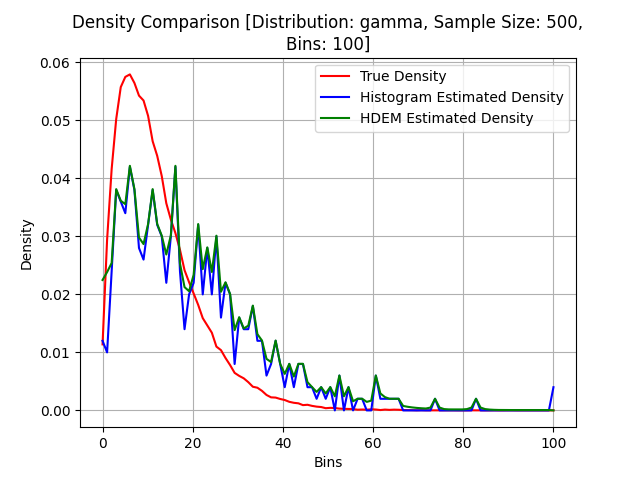 Density Comparison [Distribution: gamma, Sample Size: 500,
Bins: 100]
True Density
Histogram Estimated Density
HDEM Estimated Density
Density
0.06
0.05
0.04
0.03
0.02
0.01
0.00
0 20 40 60 80 100
Bins